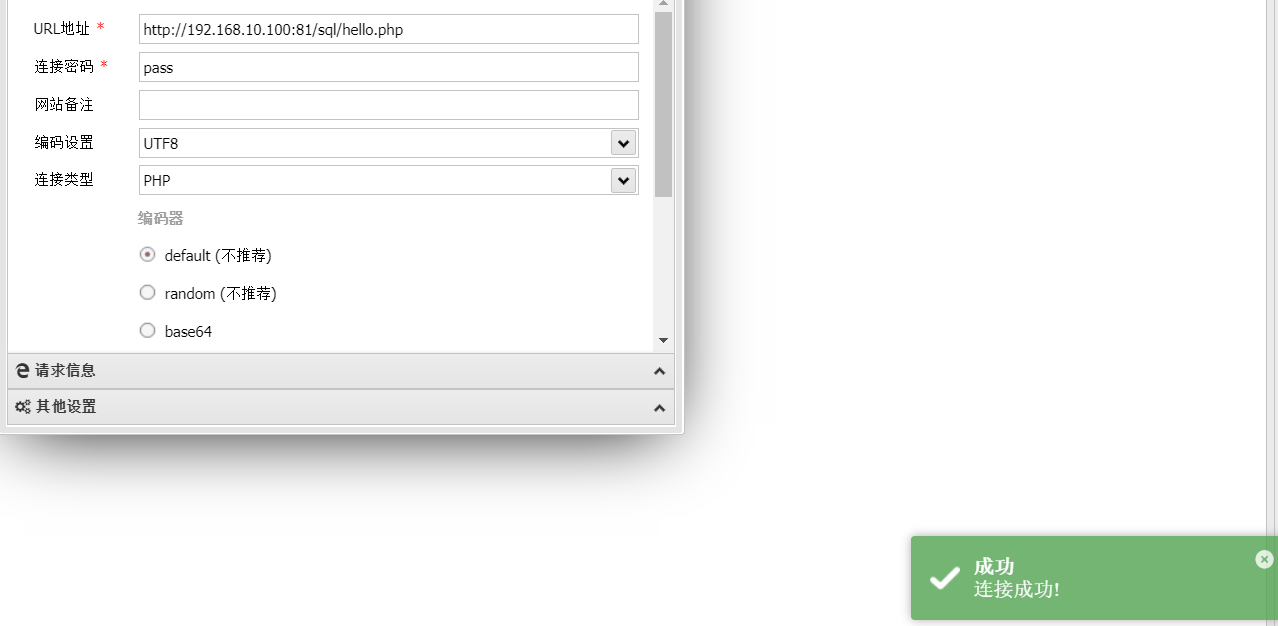 URL地址 *
http://192.168.10.100:81/sql/hello.php
连接密码 *
pass
网站备注
编码设置
UTF8
连接类型
PHP
编码器
default (不推荐)
random (不推荐)
base64
请求信息
其他设置
成功
连接成功!